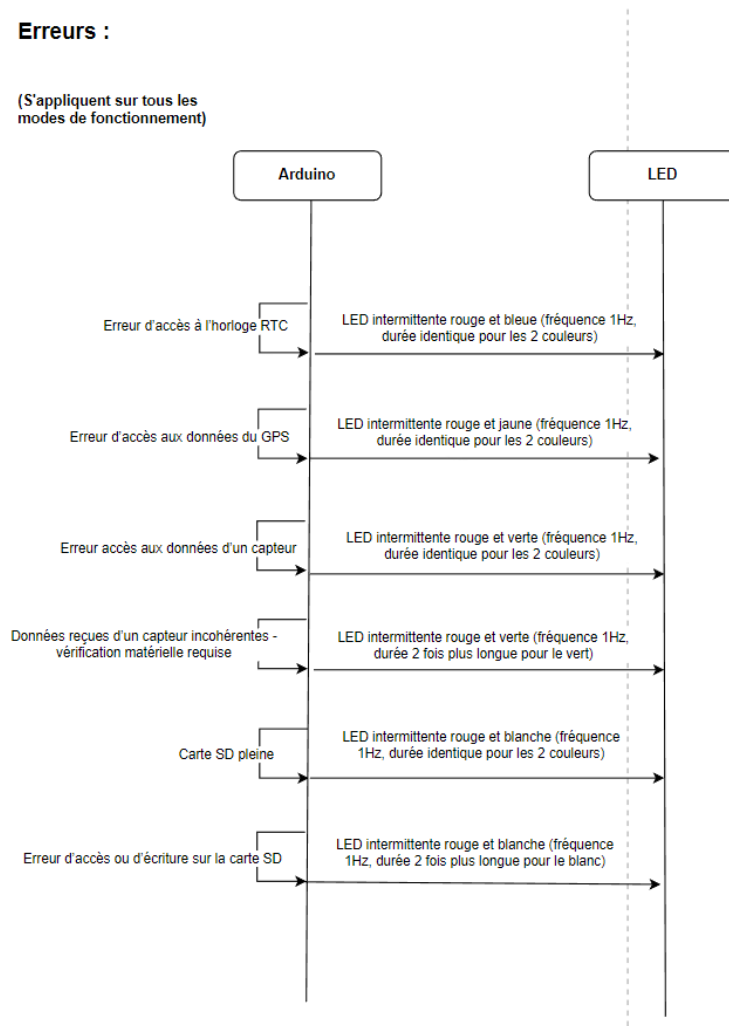 Erreurs :
(S'appliquent sur tous les
modes de fonctionnement)
Arduino
LED
Erreur d'accès à l'horloge RTC
LED intermittente rouge et bleue (fréquence 1Hz,
durée identique pour les 2 couleurs)
Erreur d'accès aux données du GPS
LED intermittente rouge et jaune (fréquence 1Hz,
durée identique pour les 2 couleurs)
Erreur accès aux données d'un capteur
LED intermittente rouge et verte (fréquence 1Hz,
durée identique pour les 2 couleurs)
Données reçues d'un capteur incohérentes -
vérification matérielle requise
LED intermittente rouge et verte (fréquence 1Hz,
durée 2 fois plus longue pour le vert)
Carte SD pleine
LED intermittente rouge et blanche (fréquence
1Hz, durée identique pour les 2 couleurs)
Erreur d'accès ou d'écriture sur la carte SD
LED intermittente rouge et blanche (fréquence
1Hz, durée 2 fois plus longue pour le blanc)